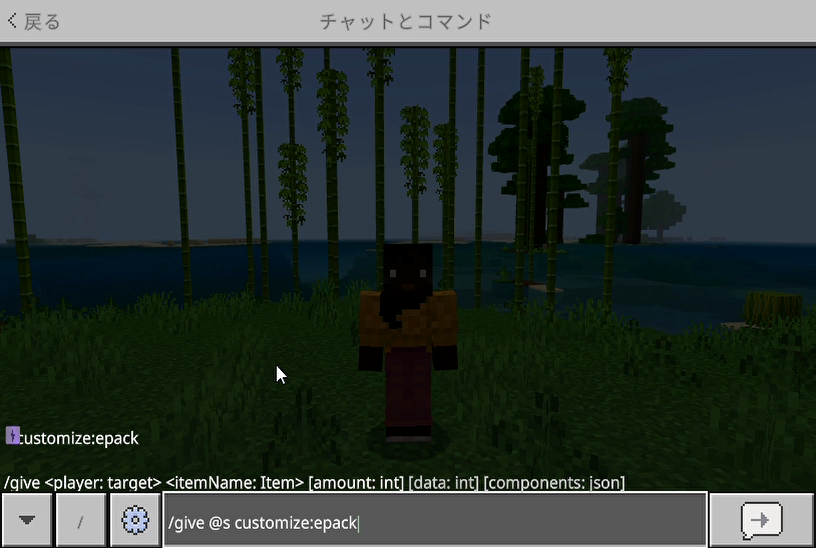 戻る
チャットとコマンド
customize:epack
/give <player: target> <itemName: Item> [amount: int] [data: int] [components: json]
/
/give @s customize:epack